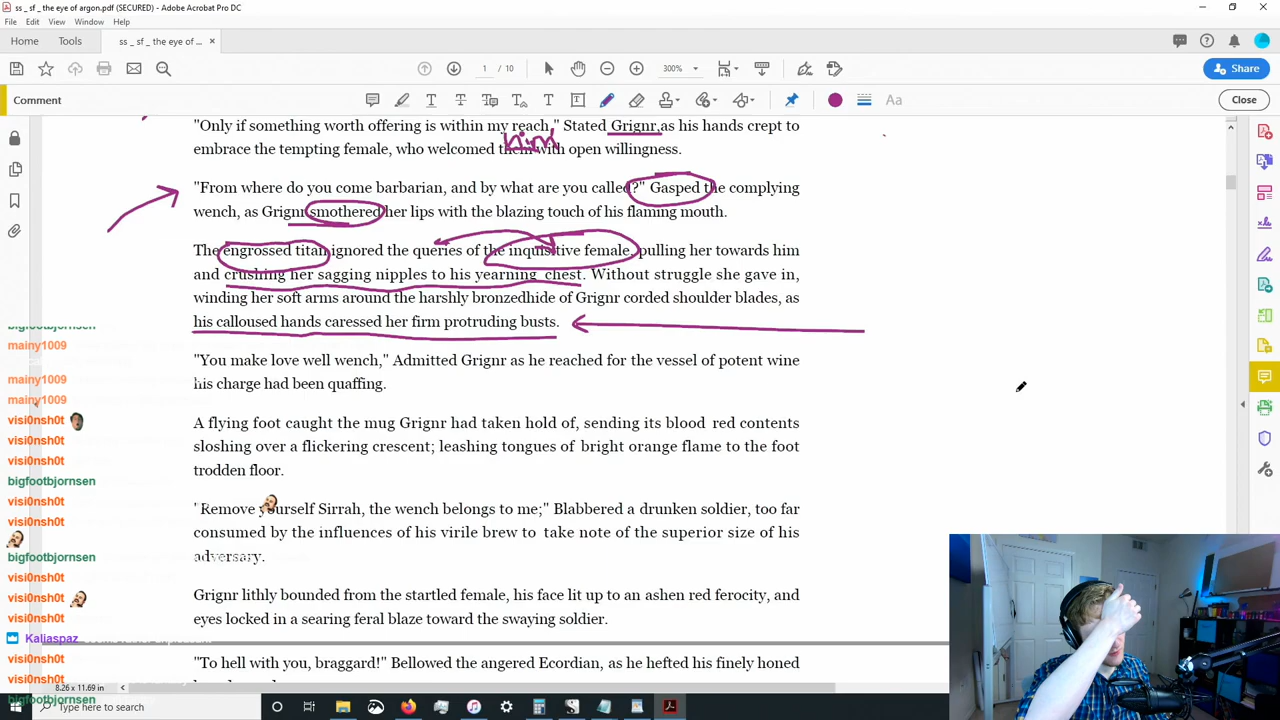 ss _ sf _ the eye of argon.pdf (SECURED) - Adobe Acrobat Pro DC
File Edit View Window Help
Home Tools ss _ sf _ the eye of ... × Share
1 / 10 300%
Comment Close
"Only if something worth offering is within my reach," Stated Grignr,as his hands crept to
him
embrace the tempting female, who welcomed them with open willingness.
"From where do you come barbarian, and by what are you called?" Gasped the complying
wench, as Grignr smothered her lips with the blazing touch of his flaming mouth.
The engrossed titan ignored the queries of the inquisitive female, pulling her towards him
and crushing her sagging nipples to his yearning chest. Without struggle she gave in,
winding her soft arms around the harshly bronzedhide of Grignr corded shoulder blades, as
his calloused hands caressed her firm protruding busts.
"You make love well wench," Admitted Grignr as he reached for the vessel of potent wine
his charge had been quaffing.
A flying foot caught the mug Grignr had taken hold of, sending its blood red contents
sloshing over a flickering crescent; leashing tongues of bright orange flame to the foot
trodden floor.
"Remove yourself Sirrah, the wench belongs to me;" Blabbered a drunken soldier, too far
consumed by the influences of his virile brew to take note of the superior size of his
adversary.
Grignr lithly bounded from the startled female, his face lit up to an ashen red ferocity, and
eyes locked in a searing feral blaze toward the swaying soldier.
"To hell with you, braggard!" Bellowed the angered Ecordian, as he hefted his finely honed
bigfootbjornsen
mainy1009
mainy1009
mainy1009
visi0nsh0t
visi0nsh0t
visi0nsh0t
bigfootbjornsen
visi0nsh0t
visi0nsh0t
bigfootbjornsen
visi0nsh0t
visi0nsh0t
visi0nsh0t
Kaljaspaz
visi0nsh0t
visi0nsh0t
bigfootbjornsen
8.26 x 11.69 in
Type here to search